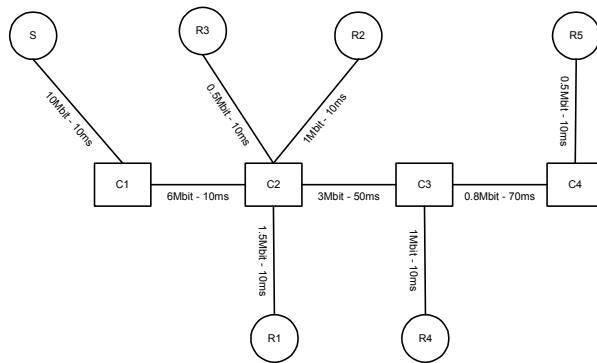 S
R3
R2
R5
10Mbit - 10ms
0.5Mbit - 10ms
1Mbit - 10ms
0.5Mbit - 10ms
C1
C2
C3
C4
6Mbit - 10ms
3Mbit - 50ms
0.8Mbit - 70ms
1.5Mbit - 10ms
1Mbit - 10ms
R1
R4